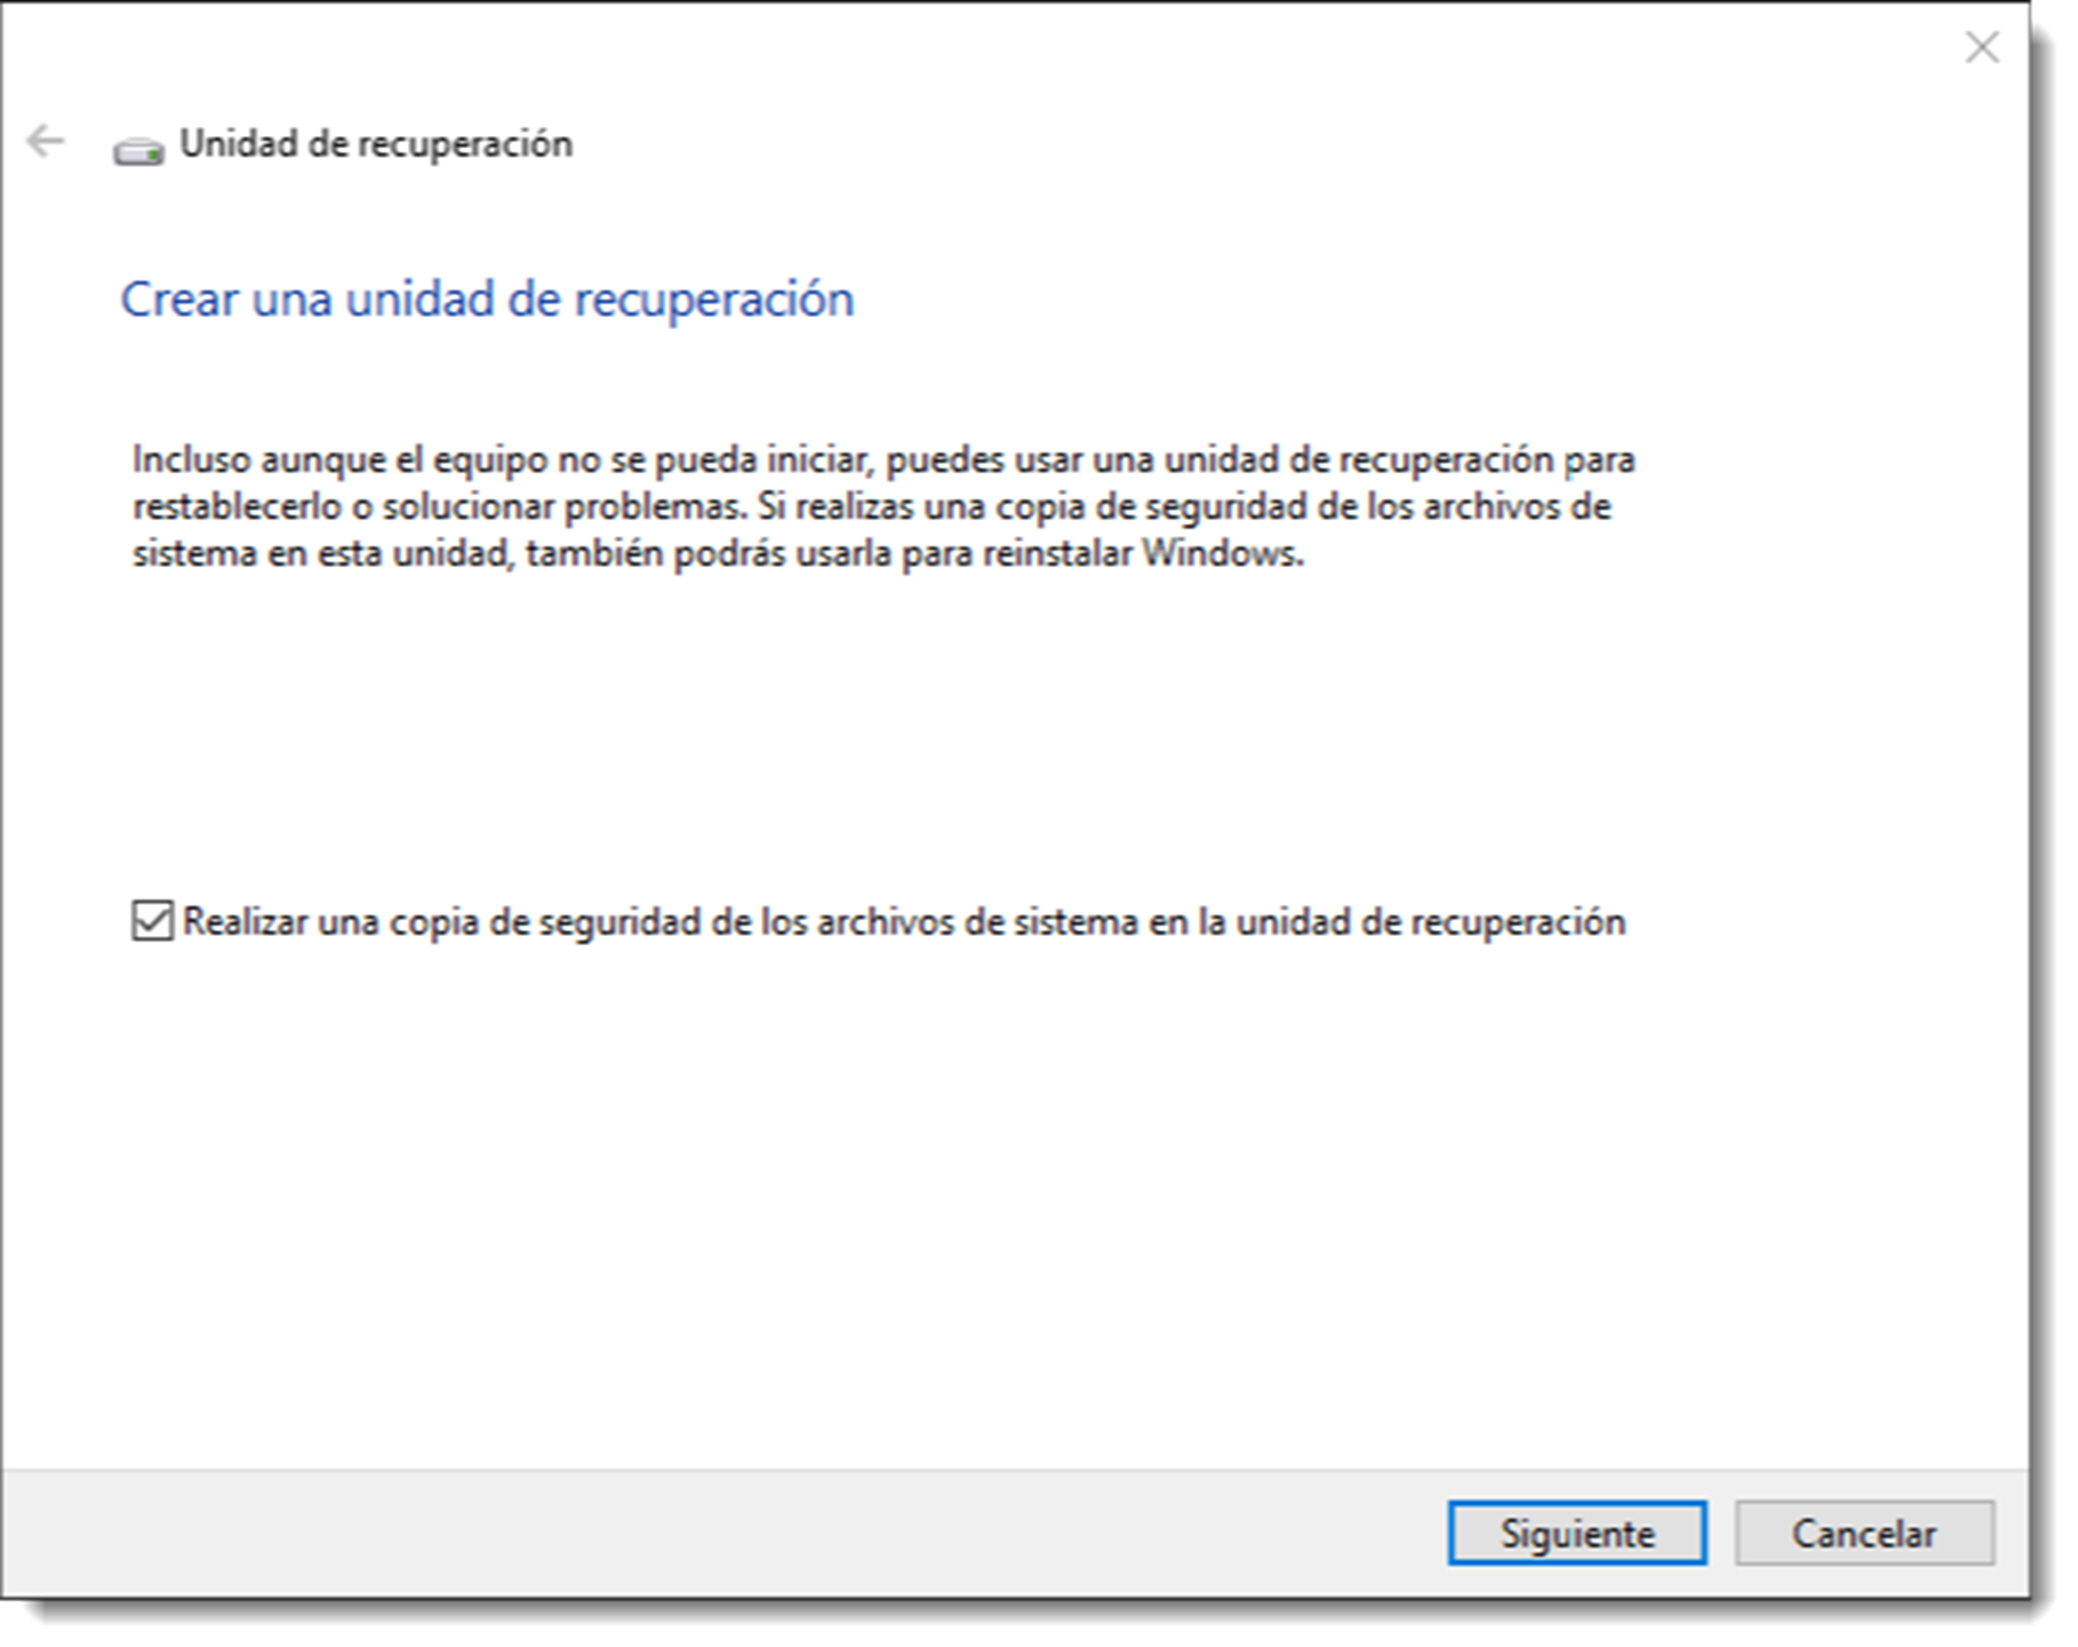 Unidad de recuperación
Crear una unidad de recuperación
Incluso aunque el equipo no se pueda iniciar, puedes usar una unidad de recuperación para
restablecerlo o solucionar problemas. Si realizas una copia de seguridad de los archivos de
sistema en esta unidad, también podrás usarla para reinstalar Windows.
Realizar una copia de seguridad de los archivos de sistema en la unidad de recuperación
Siguiente
Cancelar